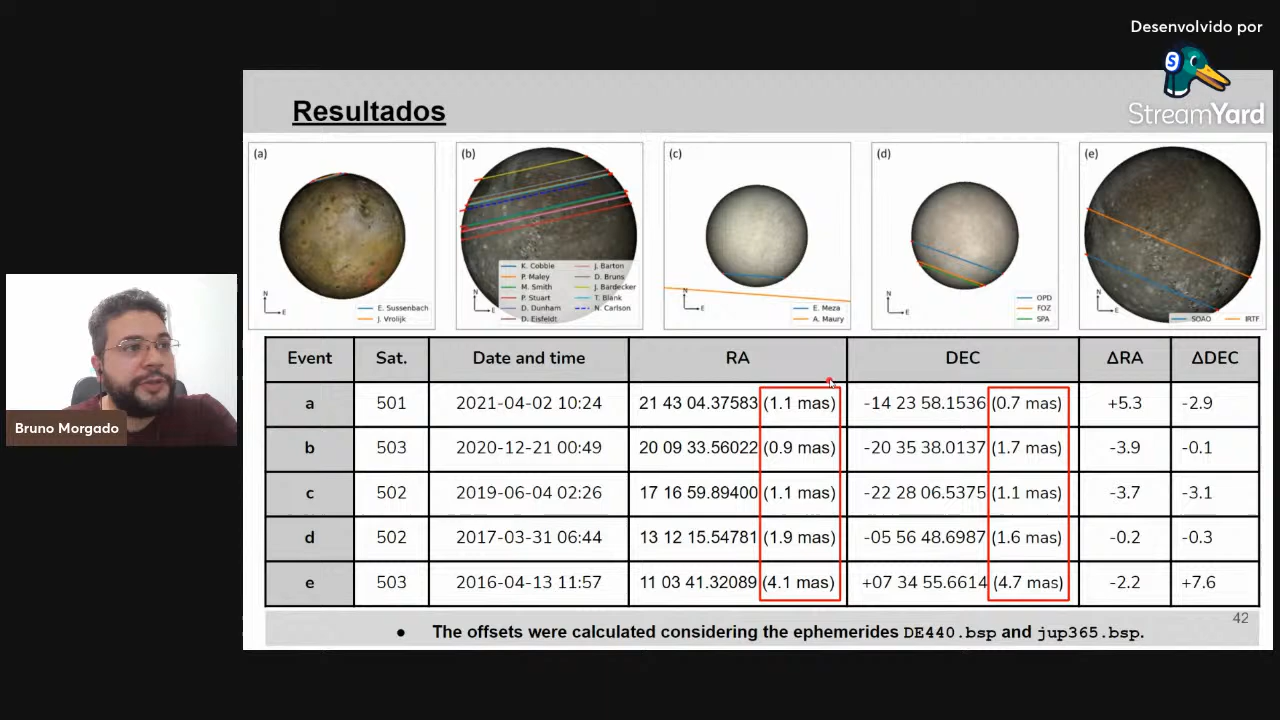 Desenvolvido por
StreamYard
Resultados
(a)
(b)
(c)
(d)
(e)
N
E
E. Sussenbach
J. Vrolijk
N
E
K. Cobble
P. Maley
M. Smith
P. Stuart
D. Dunham
D. Eisfeldt
J. Barton
D. Bruns
J. Bardecker
T. Blank
N. Carlson
N
E
E. Meza
A. Maury
N
E
OPD
FOZ
SPA
N
E
SOAO IRTF
Event Sat. Date and time RA DEC ΔRA ΔDEC
a 501 2021-04-02 10:24 21 43 04.37583 (1.1 mas) -14 23 58.1536 (0.7 mas) +5.3 -2.9
b 503 2020-12-21 00:49 20 09 33.56022 (0.9 mas) -20 35 38.0137 (1.7 mas) -3.9 -0.1
c 502 2019-06-04 02:26 17 16 59.89400 (1.1 mas) -22 28 06.5375 (1.1 mas) -3.7 -3.1
d 502 2017-03-31 06:44 13 12 15.54781 (1.9 mas) -05 56 48.6987 (1.6 mas) -0.2 -0.3
e 503 2016-04-13 11:57 11 03 41.32089 (4.1 mas) +07 34 55.6614 (4.7 mas) -2.2 +7.6
• The offsets were calculated considering the ephemerides DE440.bsp and jup365.bsp.
42
Bruno Morgado